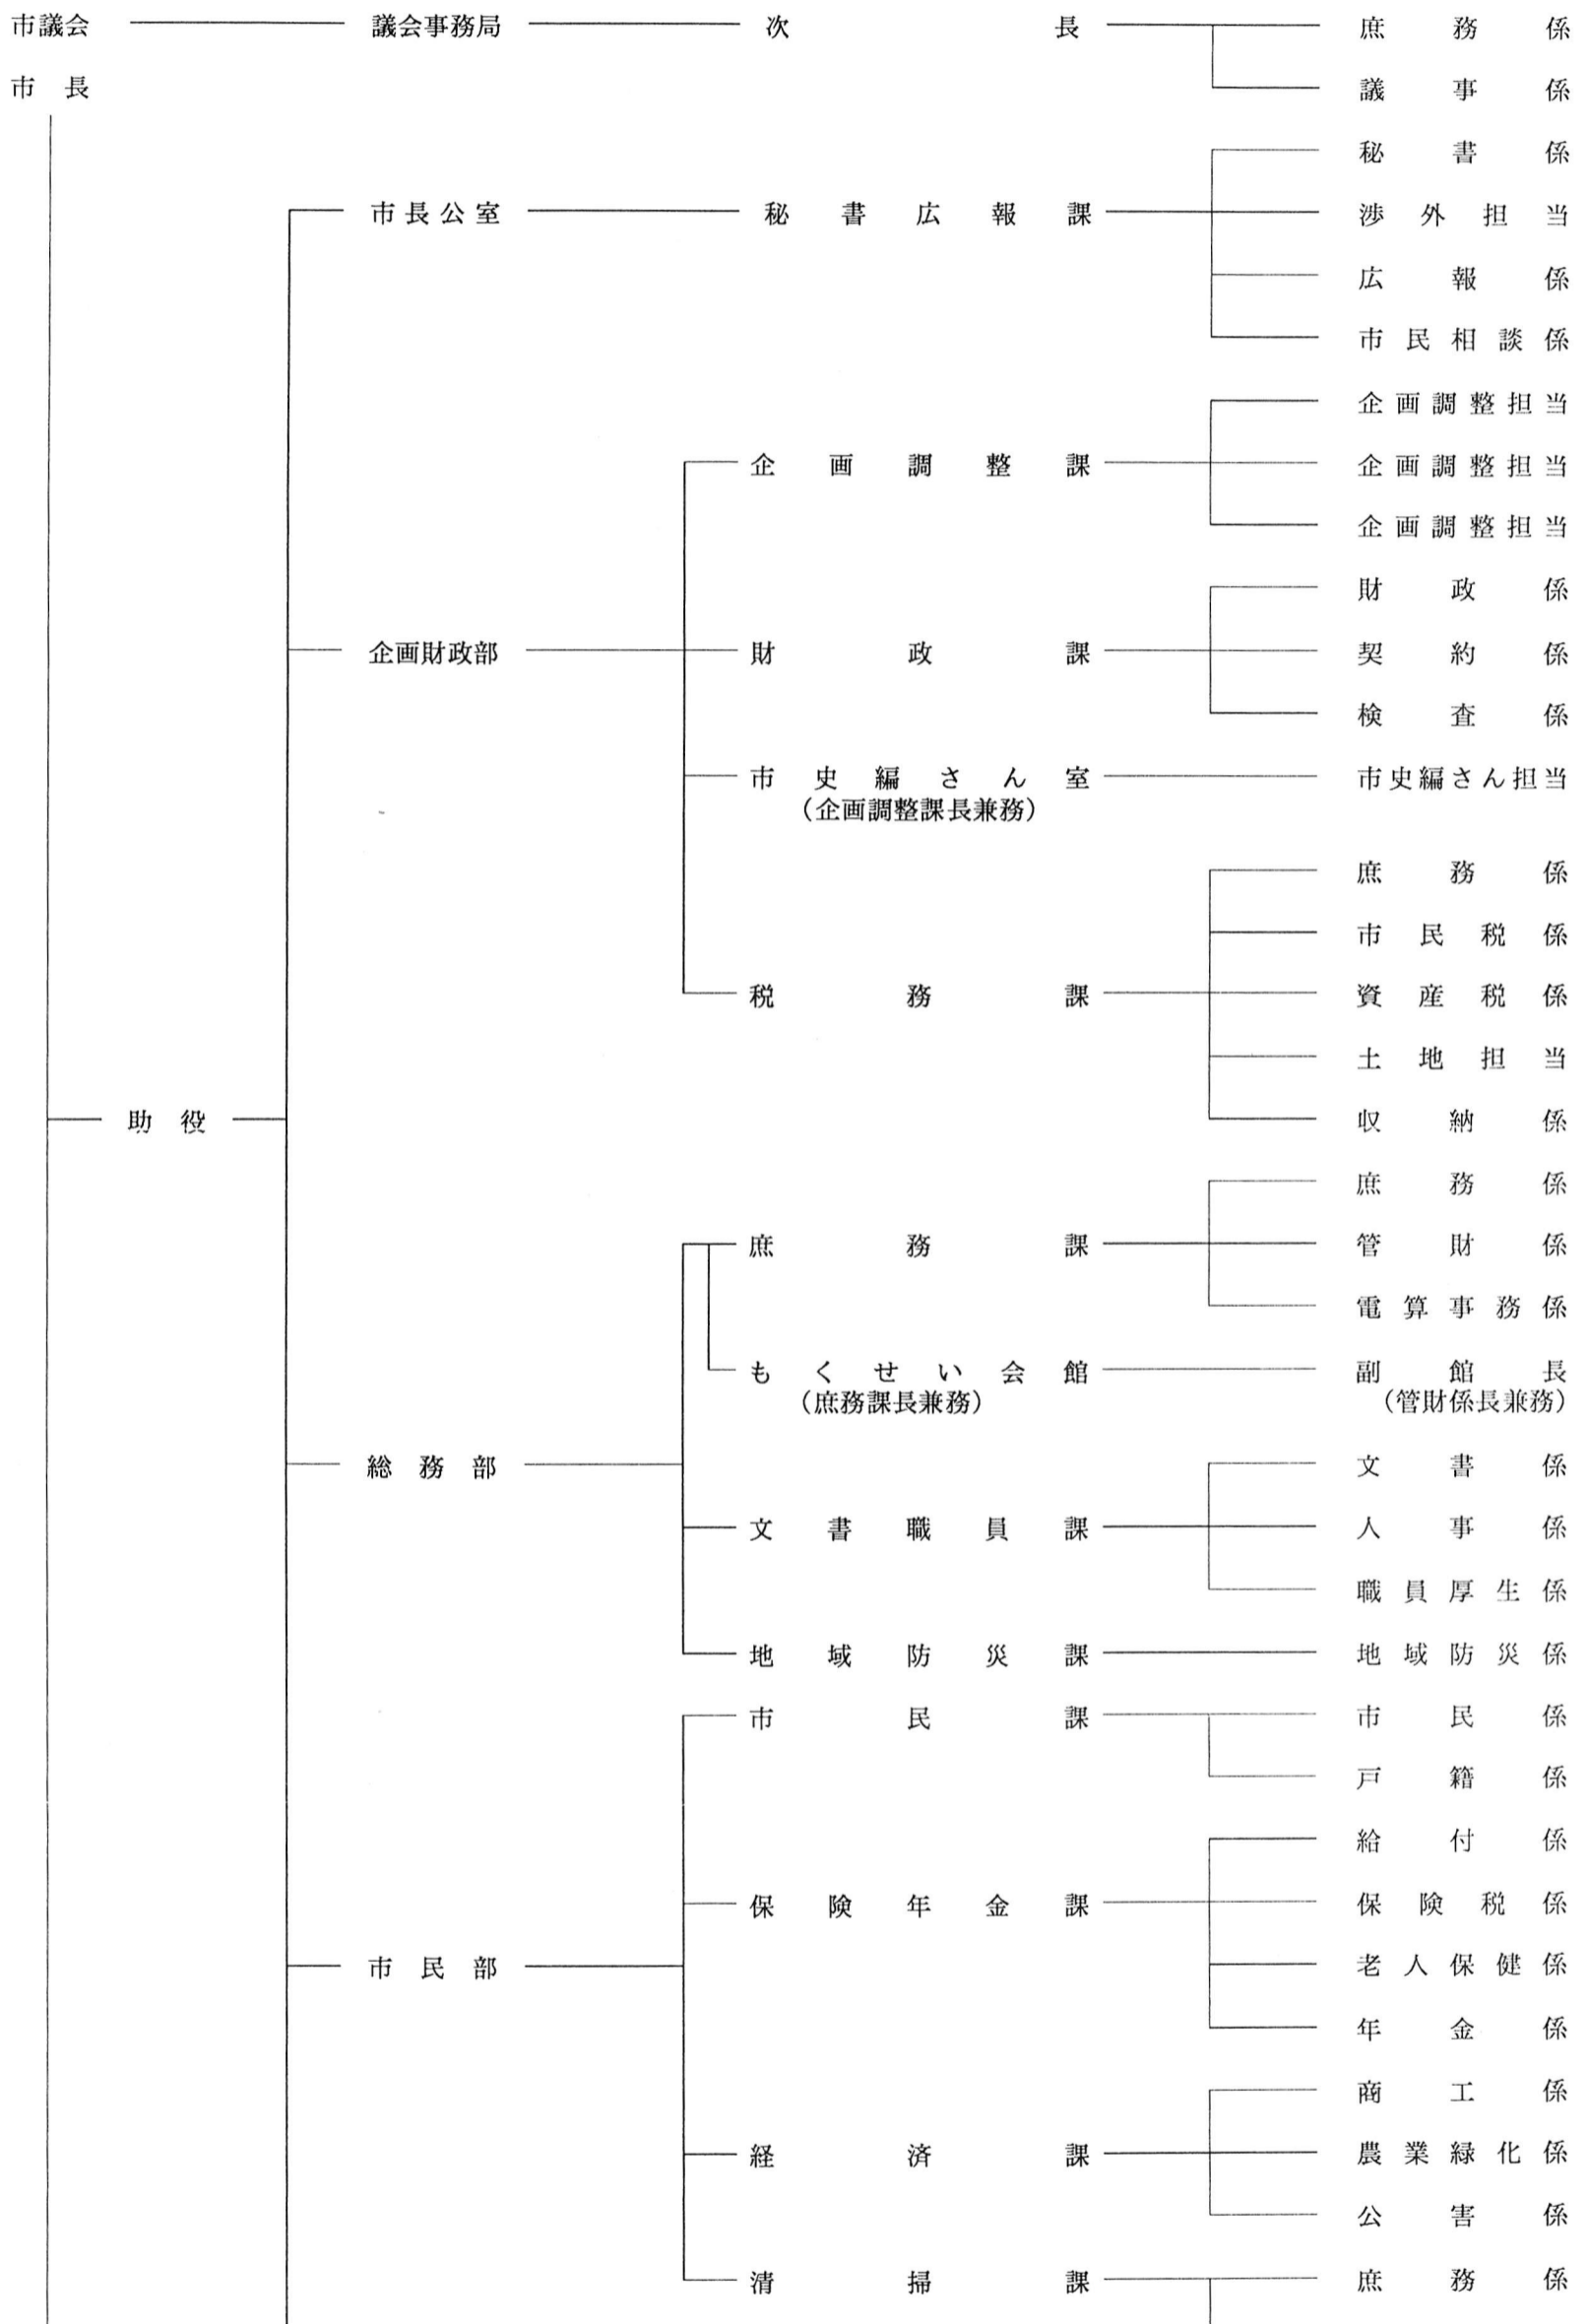 市議会 議会事務局 次長 庶務係
市長 議事係
秘書係
市長公室 秘書広報課 渉外担当
広報係
市民相談係
企画調整担当
企画調整課 企画調整担当
企画調整担当
財政係
企画財政部 財政課 契約係
検査係
市史編さん室 市史編さん担当
(企画調整課長兼務)
庶務係
市民税係
税務課 資産税係
土地担当
助役 収納係
庶務係
庶務課 管財係
電算事務係
もくせい会館 副館長
(庶務課長兼務) (管財係長兼務)
総務部 文書係
文書職員課 人事係
職員厚生係
地域防災課 地域防災係
市民課 市民係
戸籍係
給付係
保険年金課 保険税係
市民部 老人保健係
年金係
商工係
経済課 農業緑化係
公害係
清掃課 庶務係